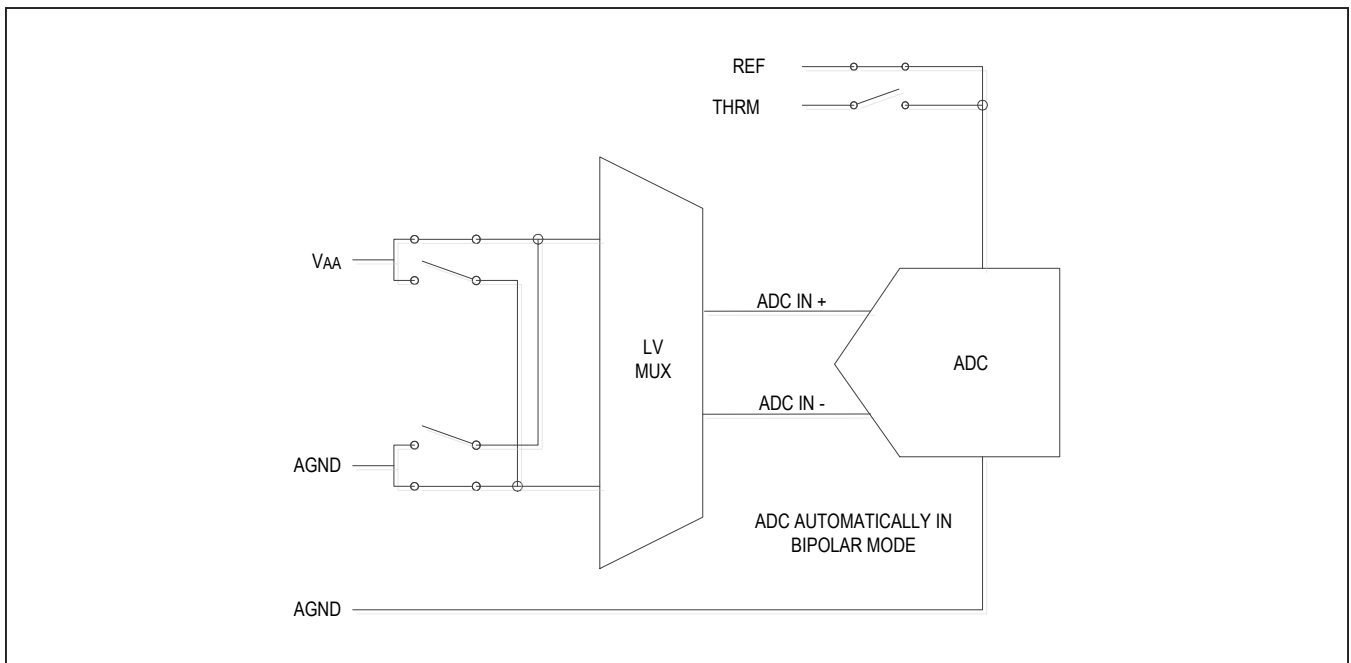 REF
THRM
VAA
ADC IN +
LV
MUX
ADC
ADC IN -
AGND
ADC AUTOMATICALLY IN
BIPOLAR MODE
AGND